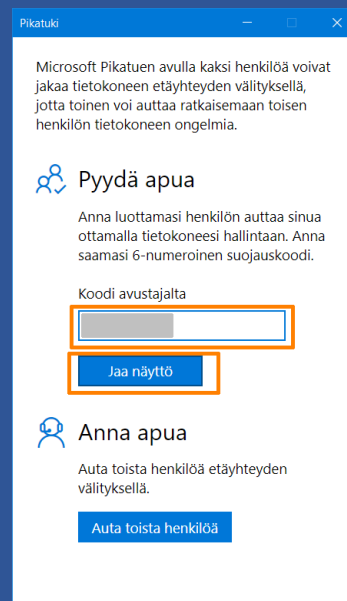 Pikatuki
Microsoft Pikatuen avulla kaksi henkilöä voivat
jakaa tietokoneen etäyhteyden välityksellä,
jotta toinen voi auttaa ratkaisemaan toisen
henkilön tietokoneen ongelmia.
Pyydä apua
Anna luottamasi henkilön auttaa sinua
ottamalla tietokoneesi hallintaan. Anna
saamasi 6-numeroinen suojauskoodi.
Koodi avustajalta
Jaa näyttö
Anna apua
Auta toista henkilöä etäyhteyden
välityksellä.
Auta toista henkilöä